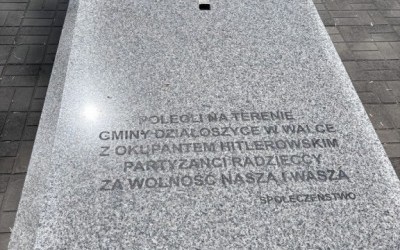 POLEGLI NA TERENIE
GMINY DZIAŁOSZYCE W WALCE
Z OKUPANTEM HITLEROWSKIM
PARTYZANCI RADZIECCY
ZA WOLNOŚĆ NASZĄ I WASZĄ
SPOŁECZEŃSTWO